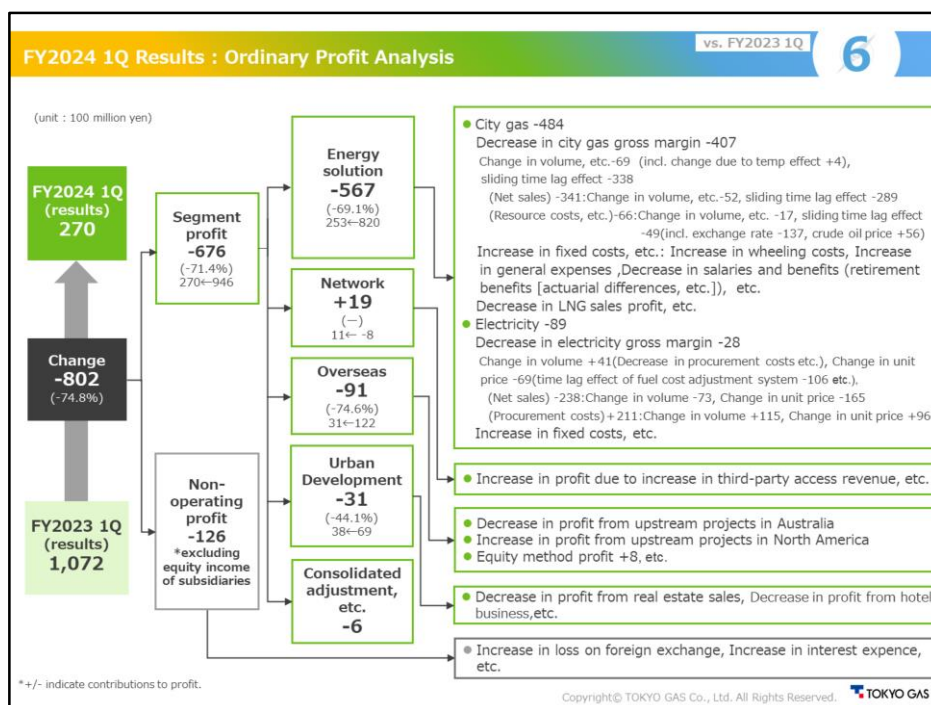 FY2024 1Q Results : Ordinary Profit Analysis
vs. FY2023 1Q
6
(unit : 100 million yen)
FY2024 1Q
(results)
270
Change
-802
(-74.8%)
FY2023 1Q
(results)
1,072
Segment
profit
-676
(-71.4%)
270←946
Non-
operating
profit
-126
*excluding
equity income
of subsidiaries
Energy
solution
-567
(-69.1%)
253←820
Network
+19
(—)
11← -8
Overseas
-91
(-74.6%)
31←122
Urban
Development
-31
(-44.1%)
38←69
Consolidated
adjustment,
etc.
-6
● City gas -484
Decrease in city gas gross margin -407
Change in volume, etc.-69 (incl. change due to temp effect +4),
sliding time lag effect -338
(Net sales) -341:Change in volume, etc.-52, sliding time lag effect -289
(Resource costs, etc.)-66:Change in volume, etc. -17, sliding time lag effect
-49(incl. exchange rate -137, crude oil price +56)
Increase in fixed costs, etc.: Increase in wheeling costs, Increase
in general expenses ,Decrease in salaries and benefits (retirement
benefits [actuarial differences, etc.]), etc.
Decrease in LNG sales profit, etc.
● Electricity -89
Decrease in electricity gross margin -28
Change in volume +41(Decrease in procurement costs etc.), Change in unit
price -69(time lag effect of fuel cost adjustment system -106 etc.),
(Net sales) -238:Change in volume -73, Change in unit price -165
(Procurement costs)+211:Change in volume +115, Change in unit price +96
Increase in fixed costs, etc.
● Increase in profit due to increase in third-party access revenue, etc.
● Decrease in profit from upstream projects in Australia
● Increase in profit from upstream projects in North America
● Equity method profit +8, etc.
● Decrease in profit from real estate sales, Decrease in profit from hotel
business,etc.
● Increase in loss on foreign exchange, Increase in interest expence,
etc.
*+/- indicate contributions to profit.
Copyright© TOKYO GAS Co., Ltd. All Rights Reserved.
TOKYO GAS